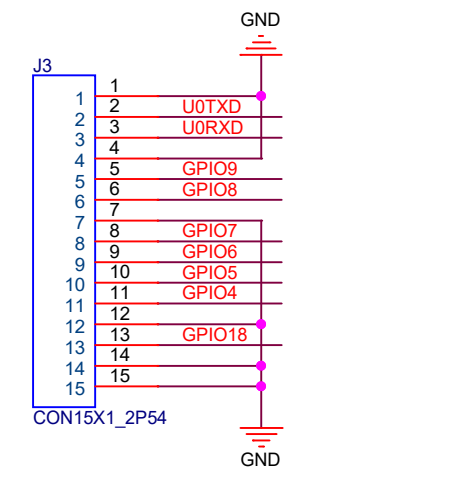 GND
J3
1 1
2 2 U0TXD
3 3 U0RXD
4 4
5 5 GPIO9
6 6 GPIO8
7 7
8 8 GPIO7
9 9 GPIO6
10 10 GPIO5
11 11 GPIO4
12 12
13 13 GPIO18
14 14
15 15
CON15X1_2P54
GND